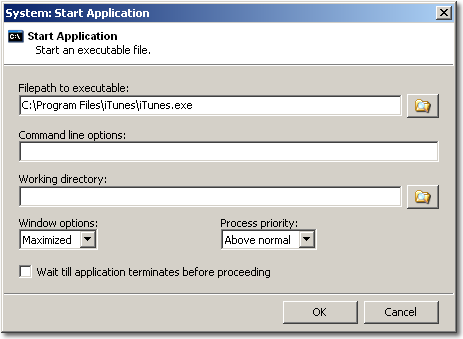 System: Start Application
C:\
Start Application
Start an executable file.
Filepath to executable:
C:\Program Files\iTunes\iTunes.exe
Command line options:
Working directory:
Window options:
Process priority:
Maximized
Above normal
Wait till application terminates before proceeding
OK
Cancel